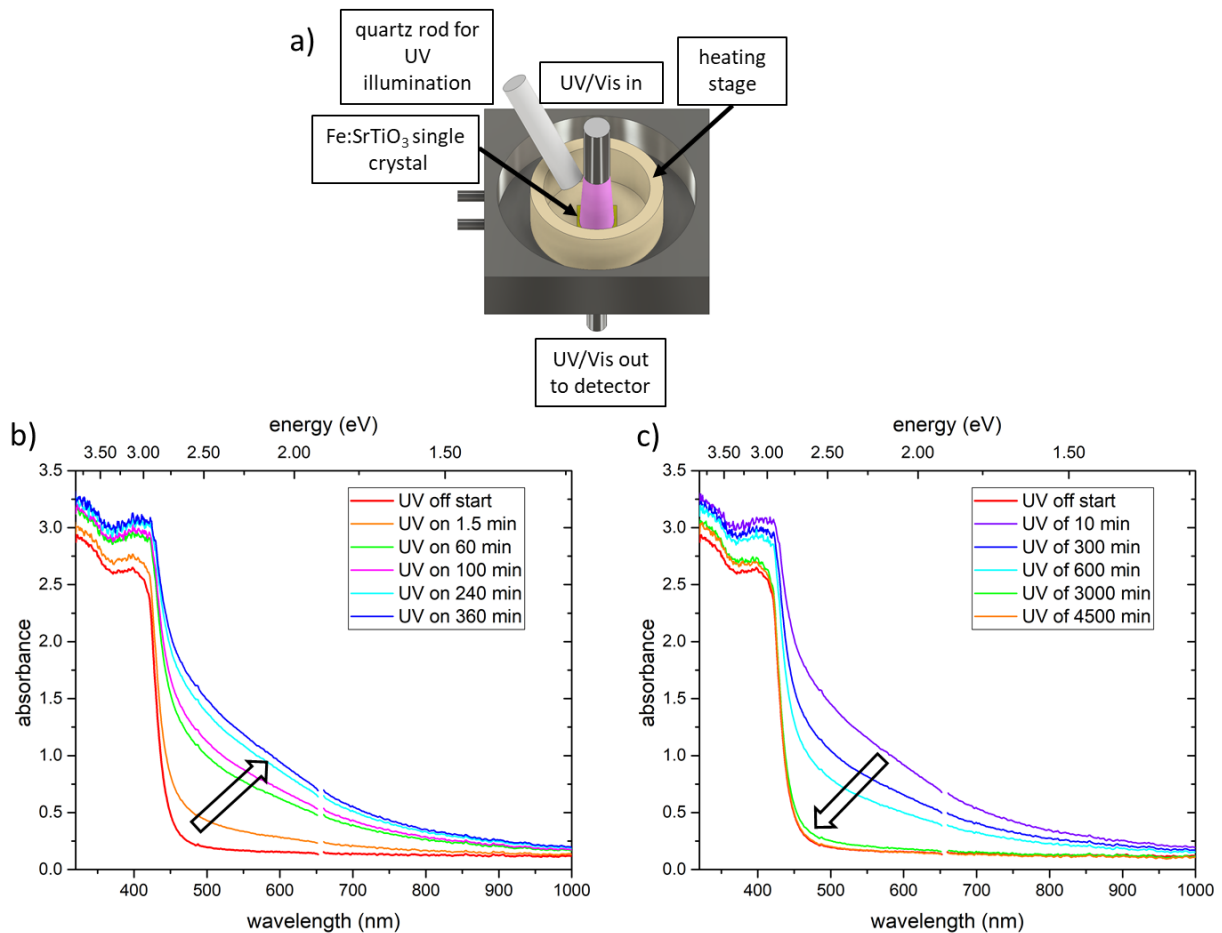 a)
quartz rod for
UV
illumination
UV/Vis in
heating
stage
Fe:SrTiO3 single
crystal
UV/Vis out
to detector
b)
energy (eV)
3.50 3.00 2.50 2.00 1.50
3.5
3.0
2.5
2.0
1.5
1.0
0.5
0.0
absorbance
UV off start
UV on 1.5 min
UV on 60 min
UV on 100 min
UV on 240 min
UV on 360 min
400 500 600 700 800 900 1000
wavelength (nm)
c)
energy (eV)
3.50 3.00 2.50 2.00 1.50
3.5
3.0
2.5
2.0
1.5
1.0
0.5
0.0
absorbance
UV off start
UV of 10 min
UV of 300 min
UV of 600 min
UV of 3000 min
UV of 4500 min
400 500 600 700 800 900 1000
wavelength (nm)